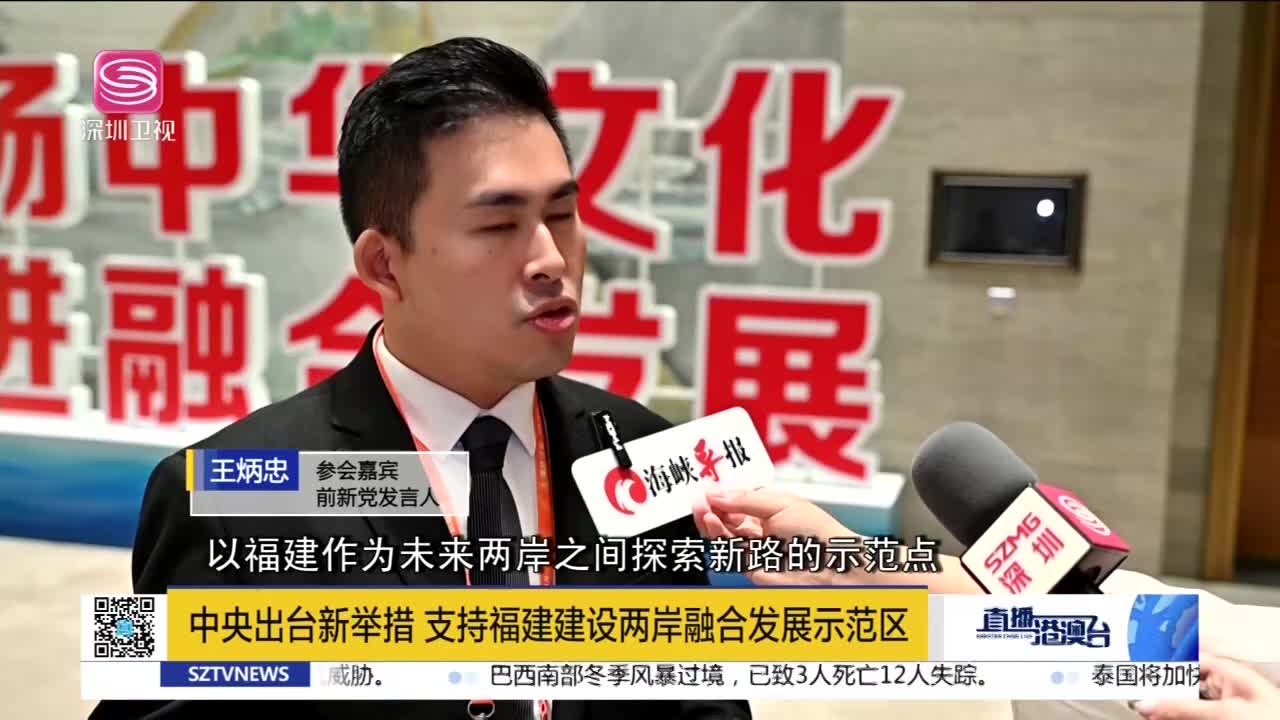 深圳卫视
扬中华文化
进融合发展
王炳忠
参会嘉宾
前新党发言人
海峡导报
SZMG
深圳
以福建作为未来两岸之间探索新路的示范点
中央出台新举措 支持福建建设两岸融合发展示范区
直播港澳台
SZTVNEWS
威胁。
巴西南部冬季风暴过境，已致3人死亡12人失踪。
泰国将加快